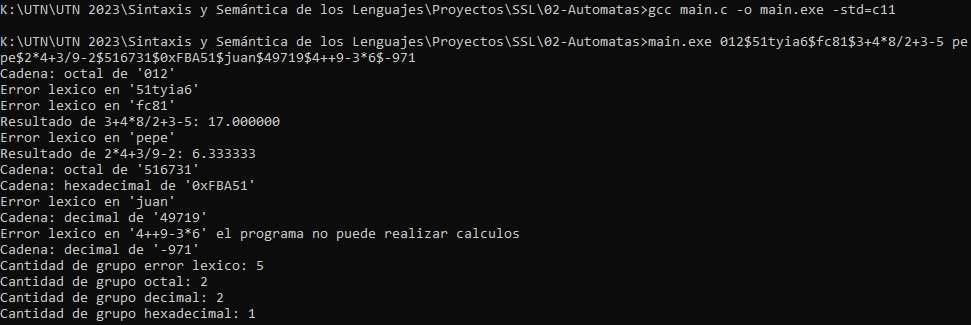 K:\UTN\UTN 2023\Sintaxis y Semántica de los Lenguajes\Proyectos\SSL\02-Automatas>gcc main.c -o main.exe -std=c11
K:\UTN\UTN 2023\Sintaxis y Semántica de los Lenguajes\Proyectos\SSL\02-Automatas>main.exe 012$51tyia6$fc81$3+4*8/2+3-5 pe
pe$2*4+3/9-2$516731$0xFBA51$juan$49719$4++9-3*6$-971
Cadena: octal de '012'
Error lexico en '51tyia6'
Error lexico en 'fc81'
Resultado de 3+4*8/2+3-5: 17.000000
Error lexico en 'pepe'
Resultado de 2*4+3/9-2: 6.333333
Cadena: octal de '516731'
Cadena: hexadecimal de '0xFBA51'
Error lexico en 'juan'
Cadena: decimal de '49719'
Error lexico en '4++9-3*6' el programa no puede realizar calculos
Cadena: decimal de '-971'
Cantidad de grupo error lexico: 5
Cantidad de grupo octal: 2
Cantidad de grupo decimal: 2
Cantidad de grupo hexadecimal: 1